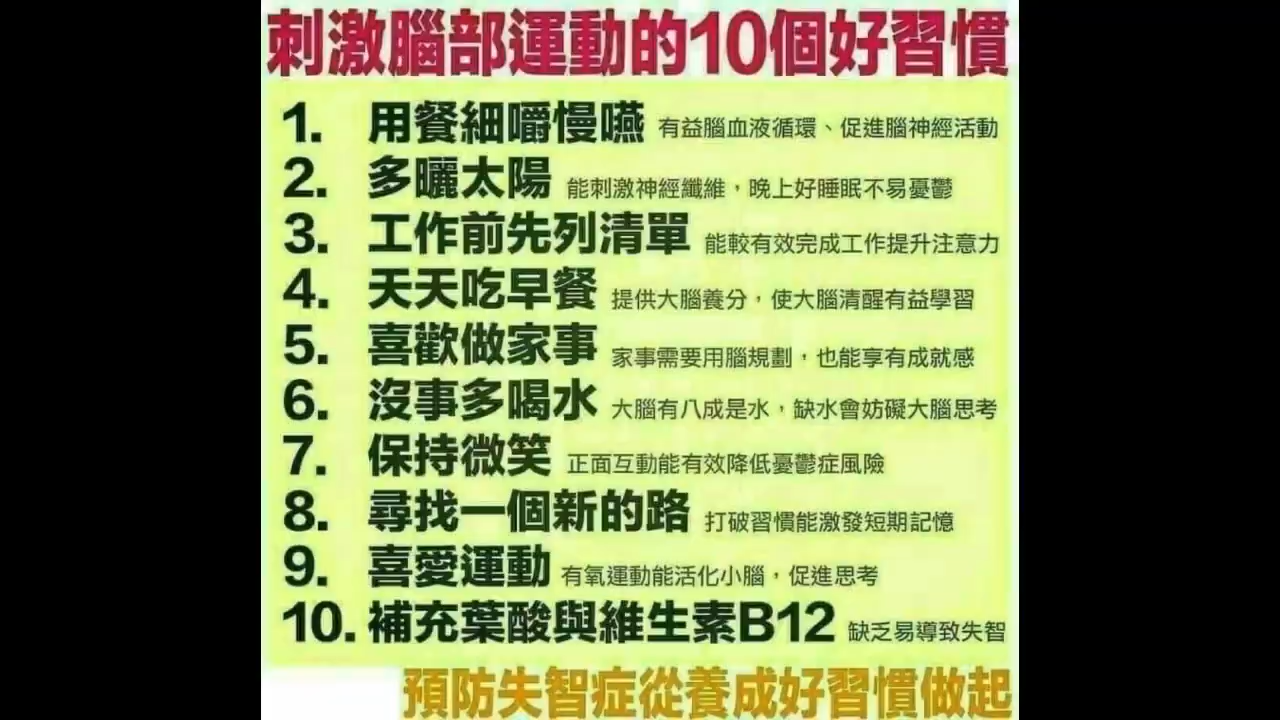 刺激腦部運動的10個好習慣
1. 用餐細嚼慢嚥 有益腦血液循環、促進腦神經活動
2. 多曬太陽 能刺激神經纖維，晚上好睡眠不易憂鬱
3. 工作前先列清單 能較有效完成工作提升注意力
4. 天天吃早餐 提供大腦養分，使大腦清醒有益學習
5. 喜歡做家事 家事需要用腦規劃，也能享有成就感
6. 沒事多喝水 大腦有八成是水，缺水會妨礙大腦思考
7. 保持微笑 正面互動能有效降低憂鬱症風險
8. 尋找一個新的路 打破習慣能激發短期記憶
9. 喜愛運動 有氧運動能活化小腦，促進思考
10. 補充葉酸與維生素B12 缺乏易導致失智
預防失智症從養成好習慣做起